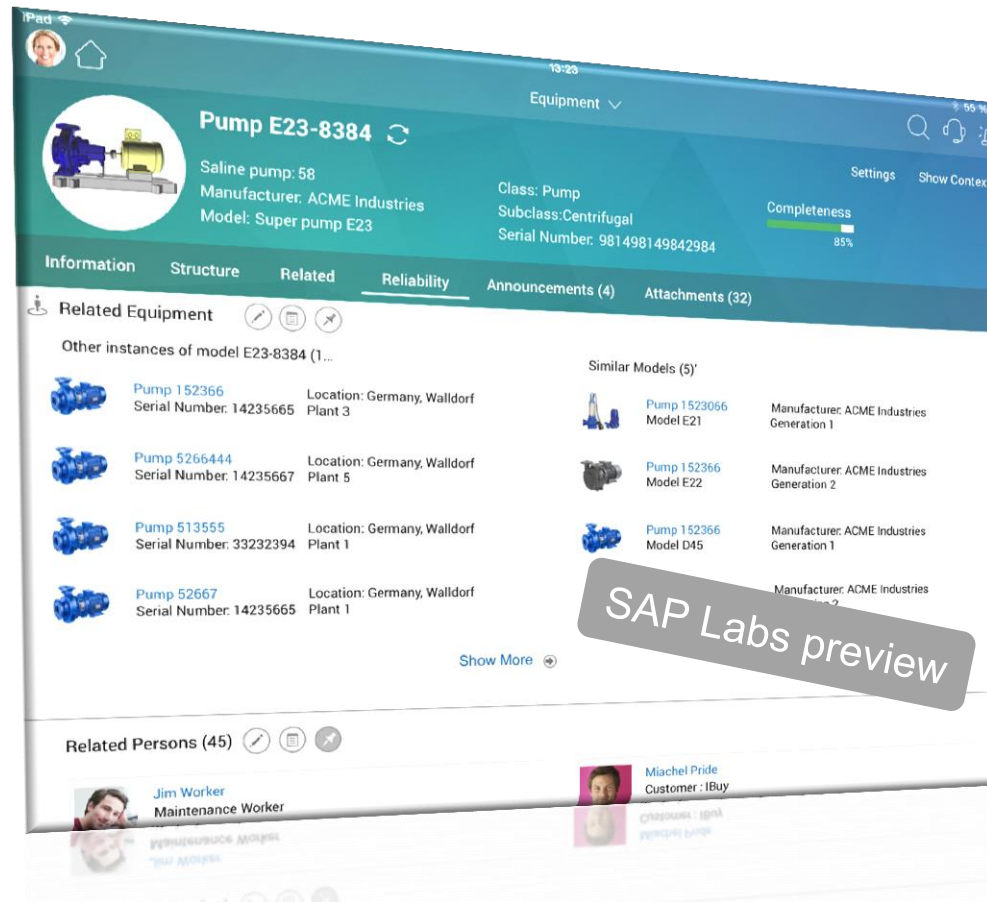 iPad
13:23
55 %
Equipment
Pump E23-8384
Saline pump: 58
Manufacturer: ACME Industries
Model: Super pump E23
Class: Pump
Subclass:Centrifugal
Serial Number: 981498149842984
Completeness
85%
Settings
Show Contex
Information
Structure
Related
Reliability
Announcements (4)
Attachments (32)
Related Equipment
Other instances of model E23-8384 (1...
Pump 152366
Serial Number: 14235665
Location: Germany, Walldorf
Plant 3
Pump 5266444
Serial Number: 14235667
Location: Germany, Walldorf
Plant 5
Pump 513555
Serial Number: 33232394
Location: Germany, Walldorf
Plant 1
Pump 52667
Serial Number: 14235665
Location: Germany, Walldorf
Plant 1
Show More
Similar Models (5)'
Pump 1523066
Model E21
Manufacturer: ACME Industries
Generation 1
Pump 152366
Model E22
Manufacturer: ACME Industries
Generation 2
Pump 152366
Model D45
Manufacturer: ACME Industries
Generation 1
Manufacturer: ACME Industries
SAP Labs preview
Related Persons (45)
Jim Worker
Maintenance Worker
Miachel Pride
Customer : IBuy